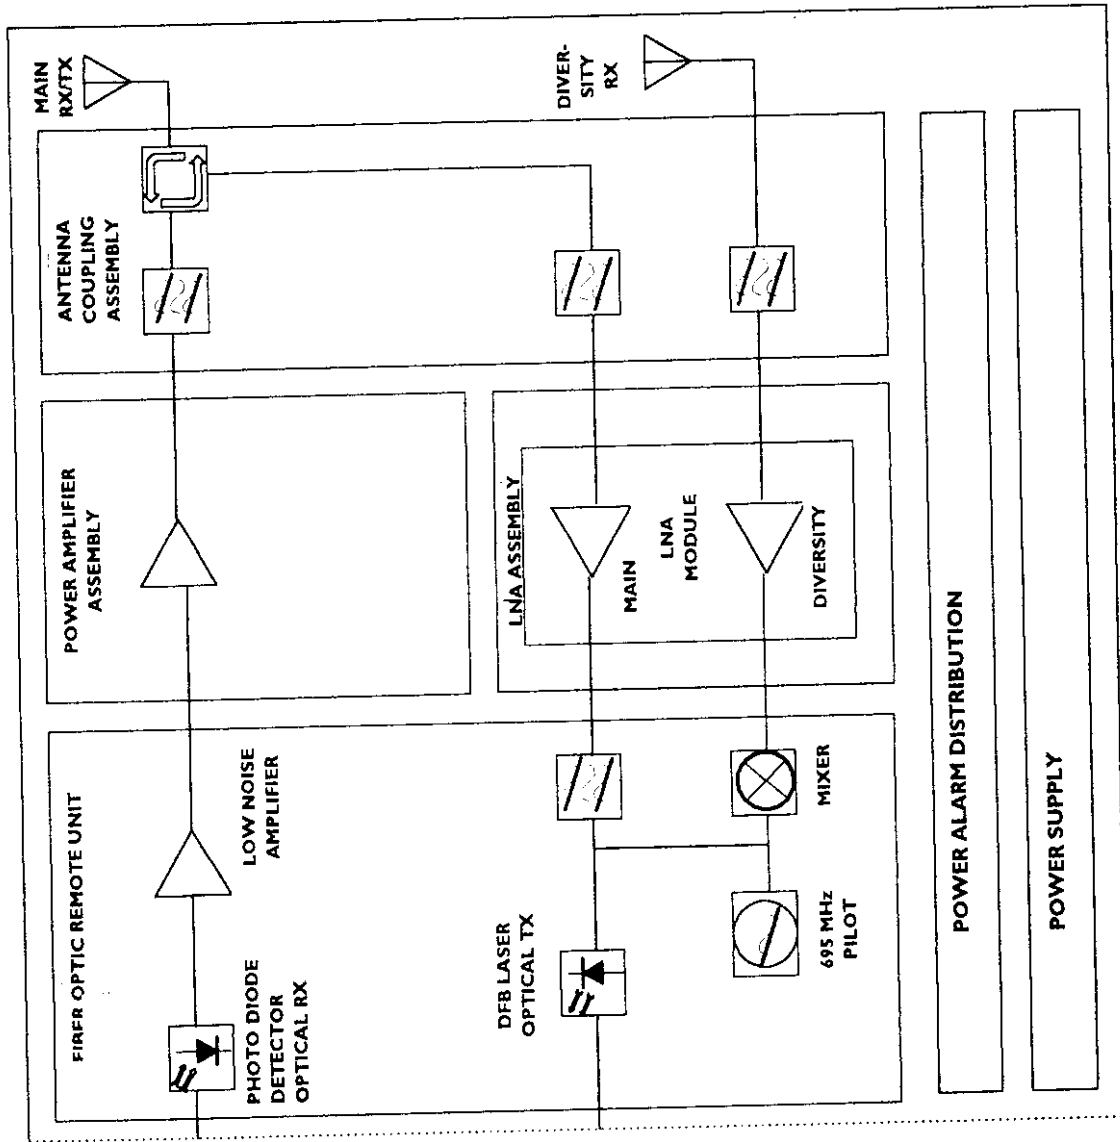 MAIN
RX/TX
DIVER-
SITY
RX
ANTENNA
COUPLING
ASSEMBLY
POWER AMPLIFIER
ASSEMBLY
LNA ASSEMBLY
MAIN
LNA
MODULE
DIVERSITY
FIBER OPTIC REMOTE UNIT
LOW NOISE
AMPLIFIER
PHOTO DIODE
DETECTOR
OPTICAL RX
DFB LASER
OPTICAL TX
MIXER
695 MHz
PILOT
POWER ALARM DISTRIBUTION
POWER SUPPLY